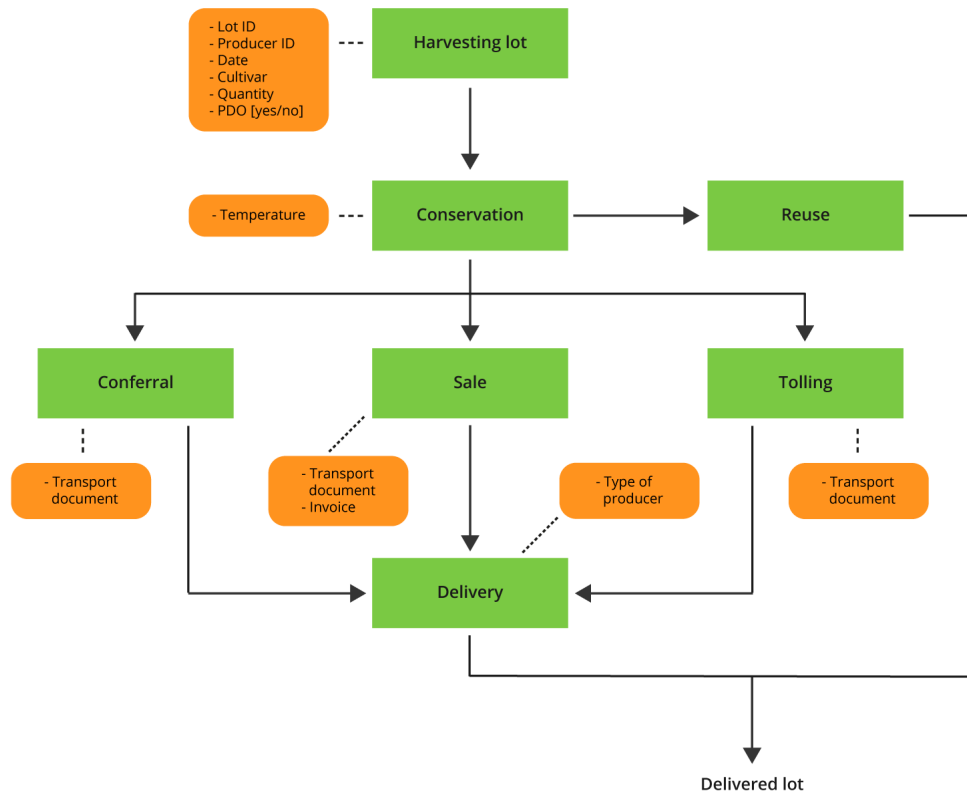 - Lot ID
- Producer ID
- Date
- Cultivar
- Quantity
- PDO [yes/no]
Harvesting lot
- Temperature
Conservation
Reuse
Conferral
Sale
Tolling
- Transport
document
- Transport
document
- Invoice
- Type of
producer
- Transport
document
Delivery
Delivered lot